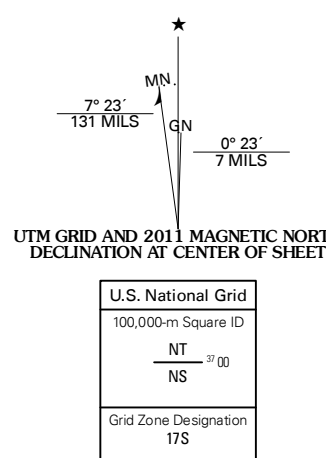 ★
MN.
7° 23´
131 MILS
GN
0° 23´
7 MILS
UTM GRID AND 2011 MAGNETIC NORT
DECLINATION AT CENTER OF SHEET
U.S. National Grid
100,000-m Square ID
NT
37 00
NS
Grid Zone Designation
17S